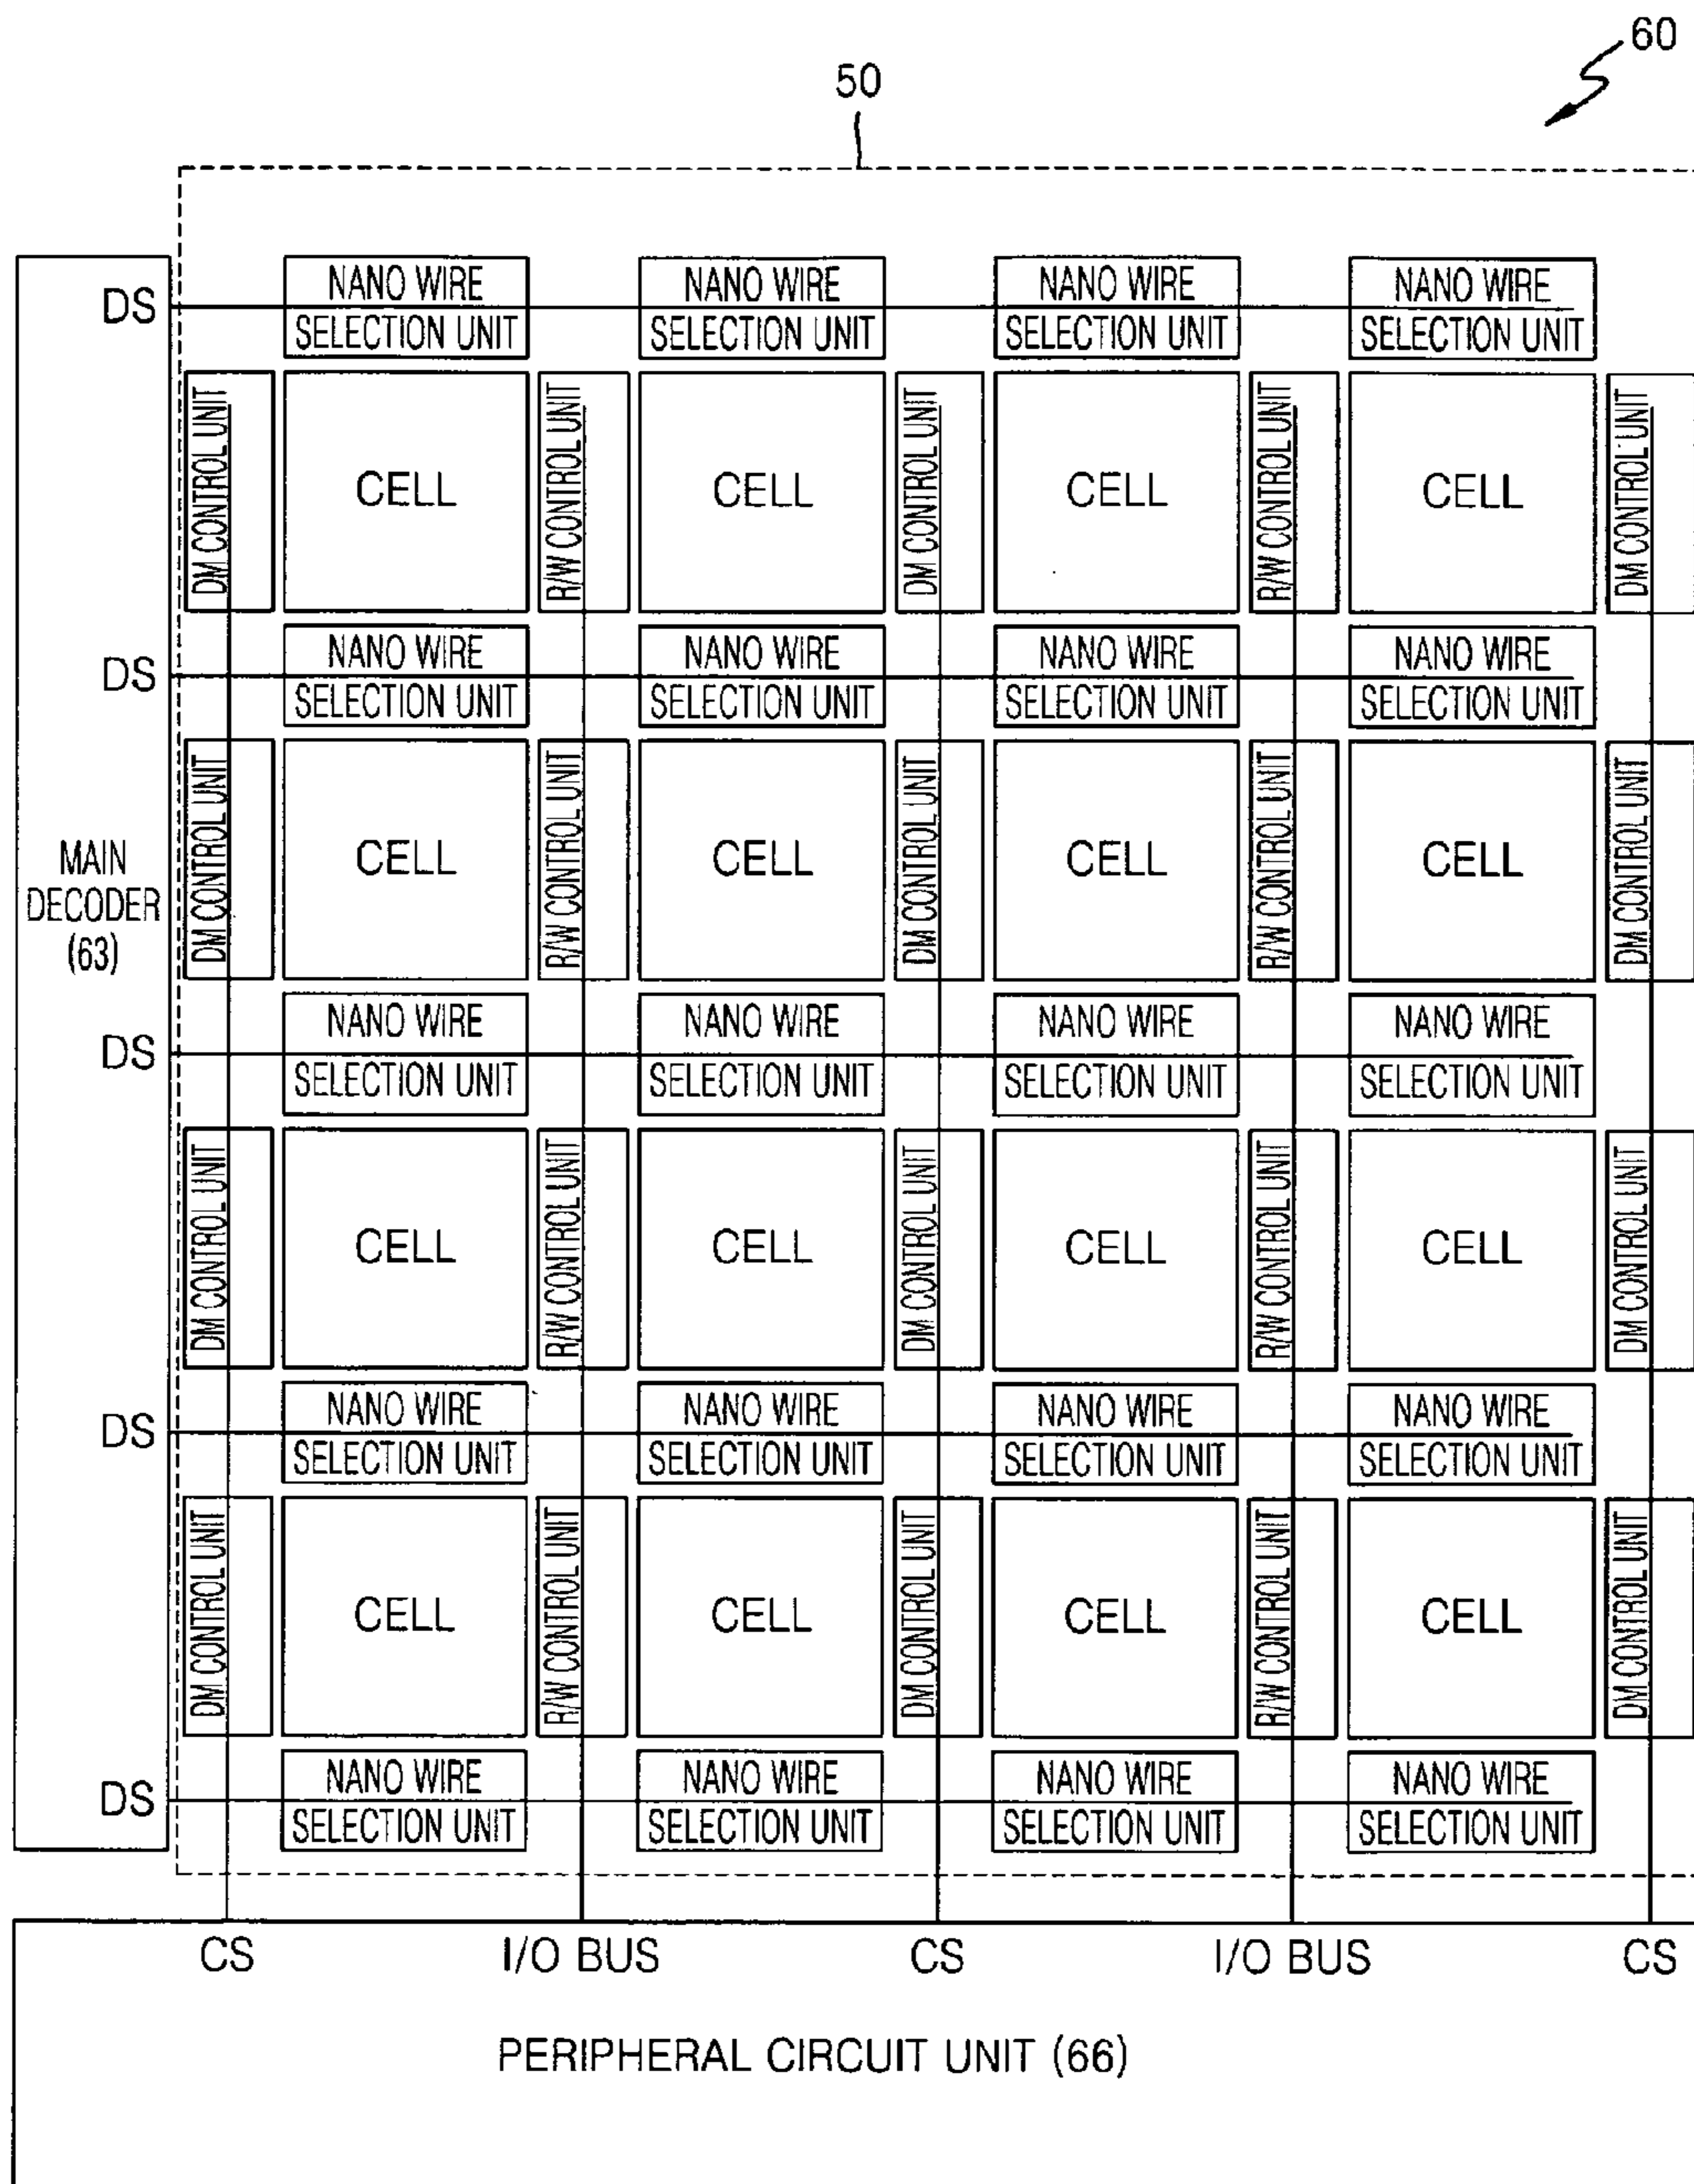 60
50
DS NANO WIRE SELECTION UNIT NANO WIRE SELECTION UNIT NANO WIRE SELECTION UNIT NANO WIRE SELECTION UNIT
DM CONTROL UNIT CELL R/W CONTROL UNIT CELL DM CONTROL UNIT CELL R/W CONTROL UNIT CELL DM CONTROL UNIT
DS NANO WIRE SELECTION UNIT NANO WIRE SELECTION UNIT NANO WIRE SELECTION UNIT NANO WIRE SELECTION UNIT
MAIN
DECODER
(63)
DM CONTROL UNIT CELL R/W CONTROL UNIT CELL DM CONTROL UNIT CELL R/W CONTROL UNIT CELL DM CONTROL UNIT
DS NANO WIRE SELECTION UNIT NANO WIRE SELECTION UNIT NANO WIRE SELECTION UNIT NANO WIRE SELECTION UNIT
DM CONTROL UNIT CELL R/W CONTROL UNIT CELL DM CONTROL UNIT CELL R/W CONTROL UNIT CELL DM CONTROL UNIT
DS NANO WIRE SELECTION UNIT NANO WIRE SELECTION UNIT NANO WIRE SELECTION UNIT NANO WIRE SELECTION UNIT
DM CONTROL UNIT CELL R/W CONTROL UNIT CELL DM CONTROL UNIT CELL R/W CONTROL UNIT CELL DM CONTROL UNIT
DS NANO WIRE SELECTION UNIT NANO WIRE SELECTION UNIT NANO WIRE SELECTION UNIT NANO WIRE SELECTION UNIT
CS I/O BUS CS I/O BUS CS
PERIPHERAL CIRCUIT UNIT (66)